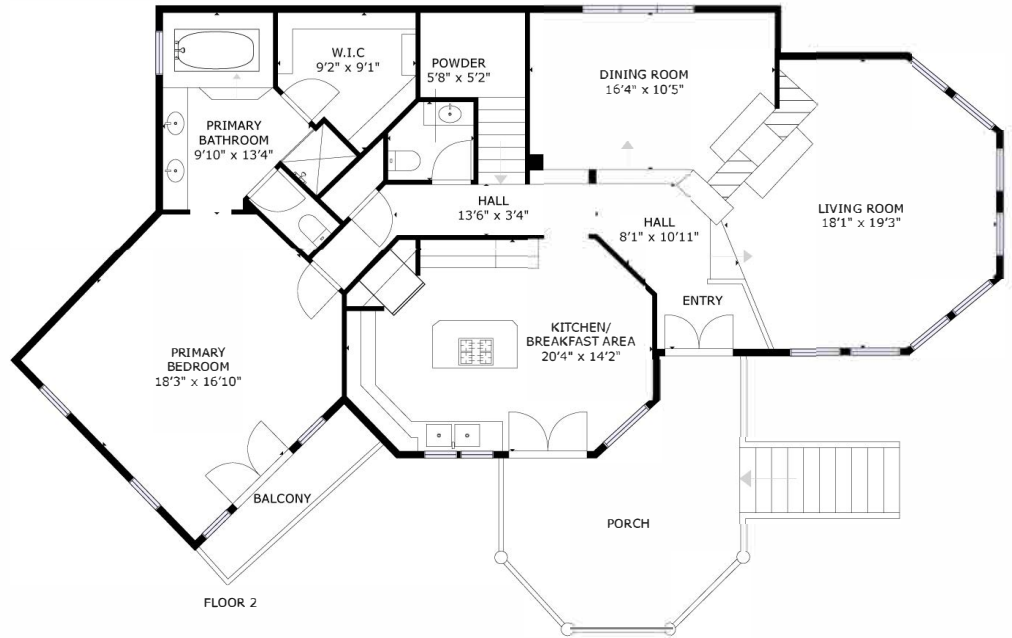 W.I.C
9'2" x 9'1"
POWDER
5'8" x 5'2"
DINING ROOM
16'4" x 10'5"
PRIMARY
BATHROOM
9'10" x 13'4"
HALL
13'6" x 3'4"
HALL
8'1" x 10'11"
LIVING ROOM
18'1" x 19'3"
ENTRY
KITCHEN/
BREAKFAST AREA
20'4" x 14'2"
PRIMARY
BEDROOM
18'3" x 16'10"
BALCONY
PORCH
FLOOR 2